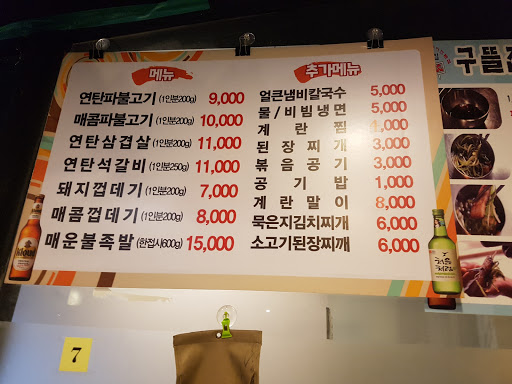 메뉴
연탄파불고기 (1인분200g) 9,000
매콤파불고기 (1인분200g) 10,000
연탄삼겹살 (1인분200g) 11,000
연탄석갈비 (1인분250g) 11,000
돼지껍데기 (1인분200g) 7,000
매콤껍데기 (1인분200g) 8,000
매운불족발 (한접시600g) 15,000
추가메뉴
얼큰냄비칼국수 5,000
물/비빔냉면 5,000
계란찜 4,000
된장찌개 3,000
볶음공기 3,000
공기밥 1,000
계란말이 8,000
묵은지김치찌개 6,000
소고기된장찌깨 6,000
구뜰
처음처럼
7